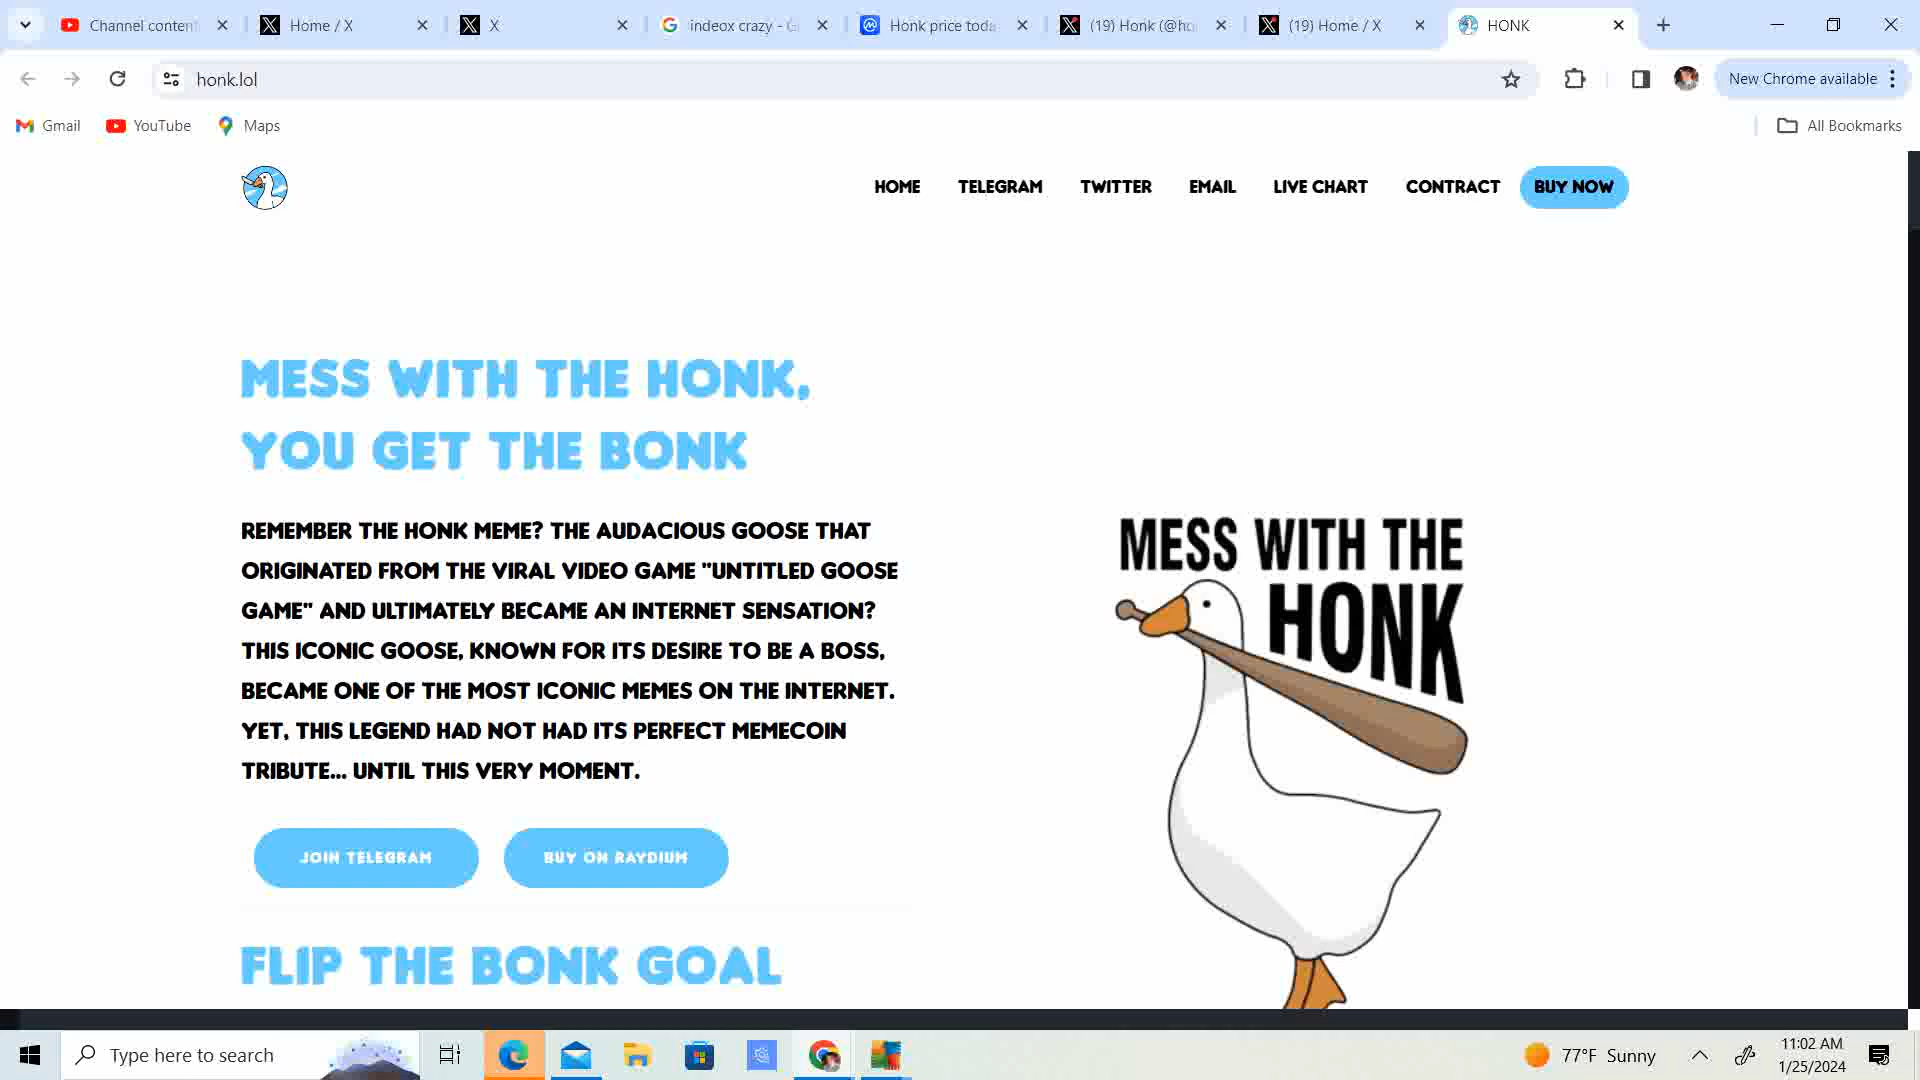 Channel content
Home / X
X
indeox crazy - G
Honk price toda
(19) Honk (@ho
(19) Home / X
HONK
honk.lol
New Chrome available
Gmail
YouTube
Maps
All Bookmarks
HOME
TELEGRAM
TWITTER
EMAIL
LIVE CHART
CONTRACT
BUY NOW
MESS WITH THE HONK,
YOU GET THE BONK
REMEMBER THE HONK MEME? THE AUDACIOUS GOOSE THAT
ORIGINATED FROM THE VIRAL VIDEO GAME "UNTITLED GOOSE
GAME" AND ULTIMATELY BECAME AN INTERNET SENSATION?
THIS ICONIC GOOSE, KNOWN FOR ITS DESIRE TO BE A BOSS,
BECAME ONE OF THE MOST ICONIC MEMES ON THE INTERNET.
YET, THIS LEGEND HAD NOT HAD ITS PERFECT MEMECOIN
TRIBUTE... UNTIL THIS VERY MOMENT.
JOIN TELEGRAM
BUY ON RAYDIUM
FLIP THE BONK GOAL
MESS WITH THE
HONK
Type here to search
77°F Sunny
11:02 AM
1/25/2024